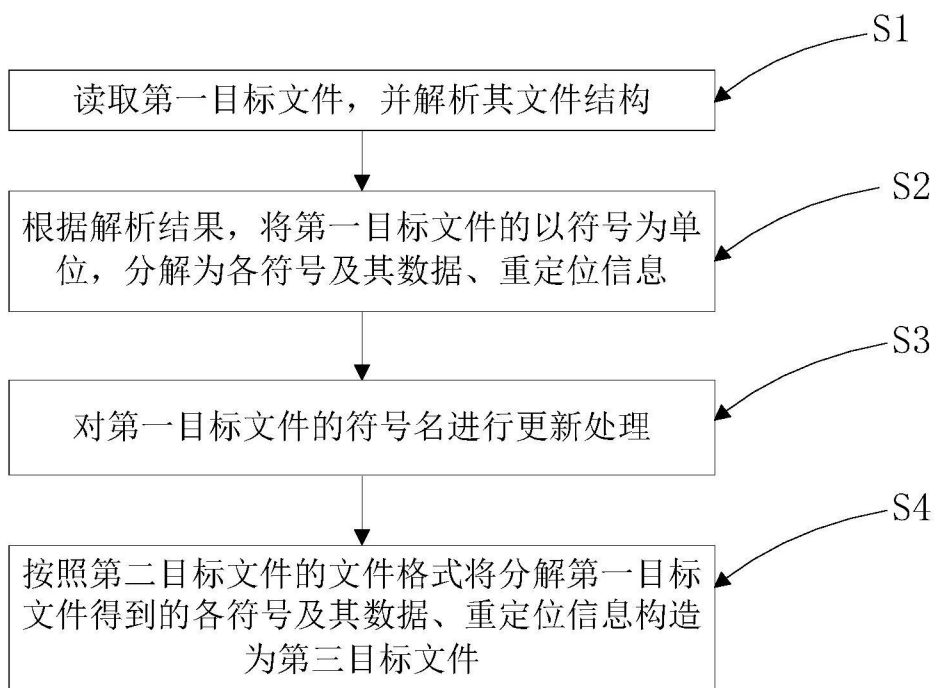 S1
读取第一目标文件，并解析其文件结构
S2
根据解析结果，将第一目标文件的以符号为单
位，分解为各符号及其数据、重定位信息
S3
对第一目标文件的符号名进行更新处理
S4
按照第二目标文件的文件格式将分解第一目标
文件得到的各符号及其数据、重定位信息构造
为第三目标文件